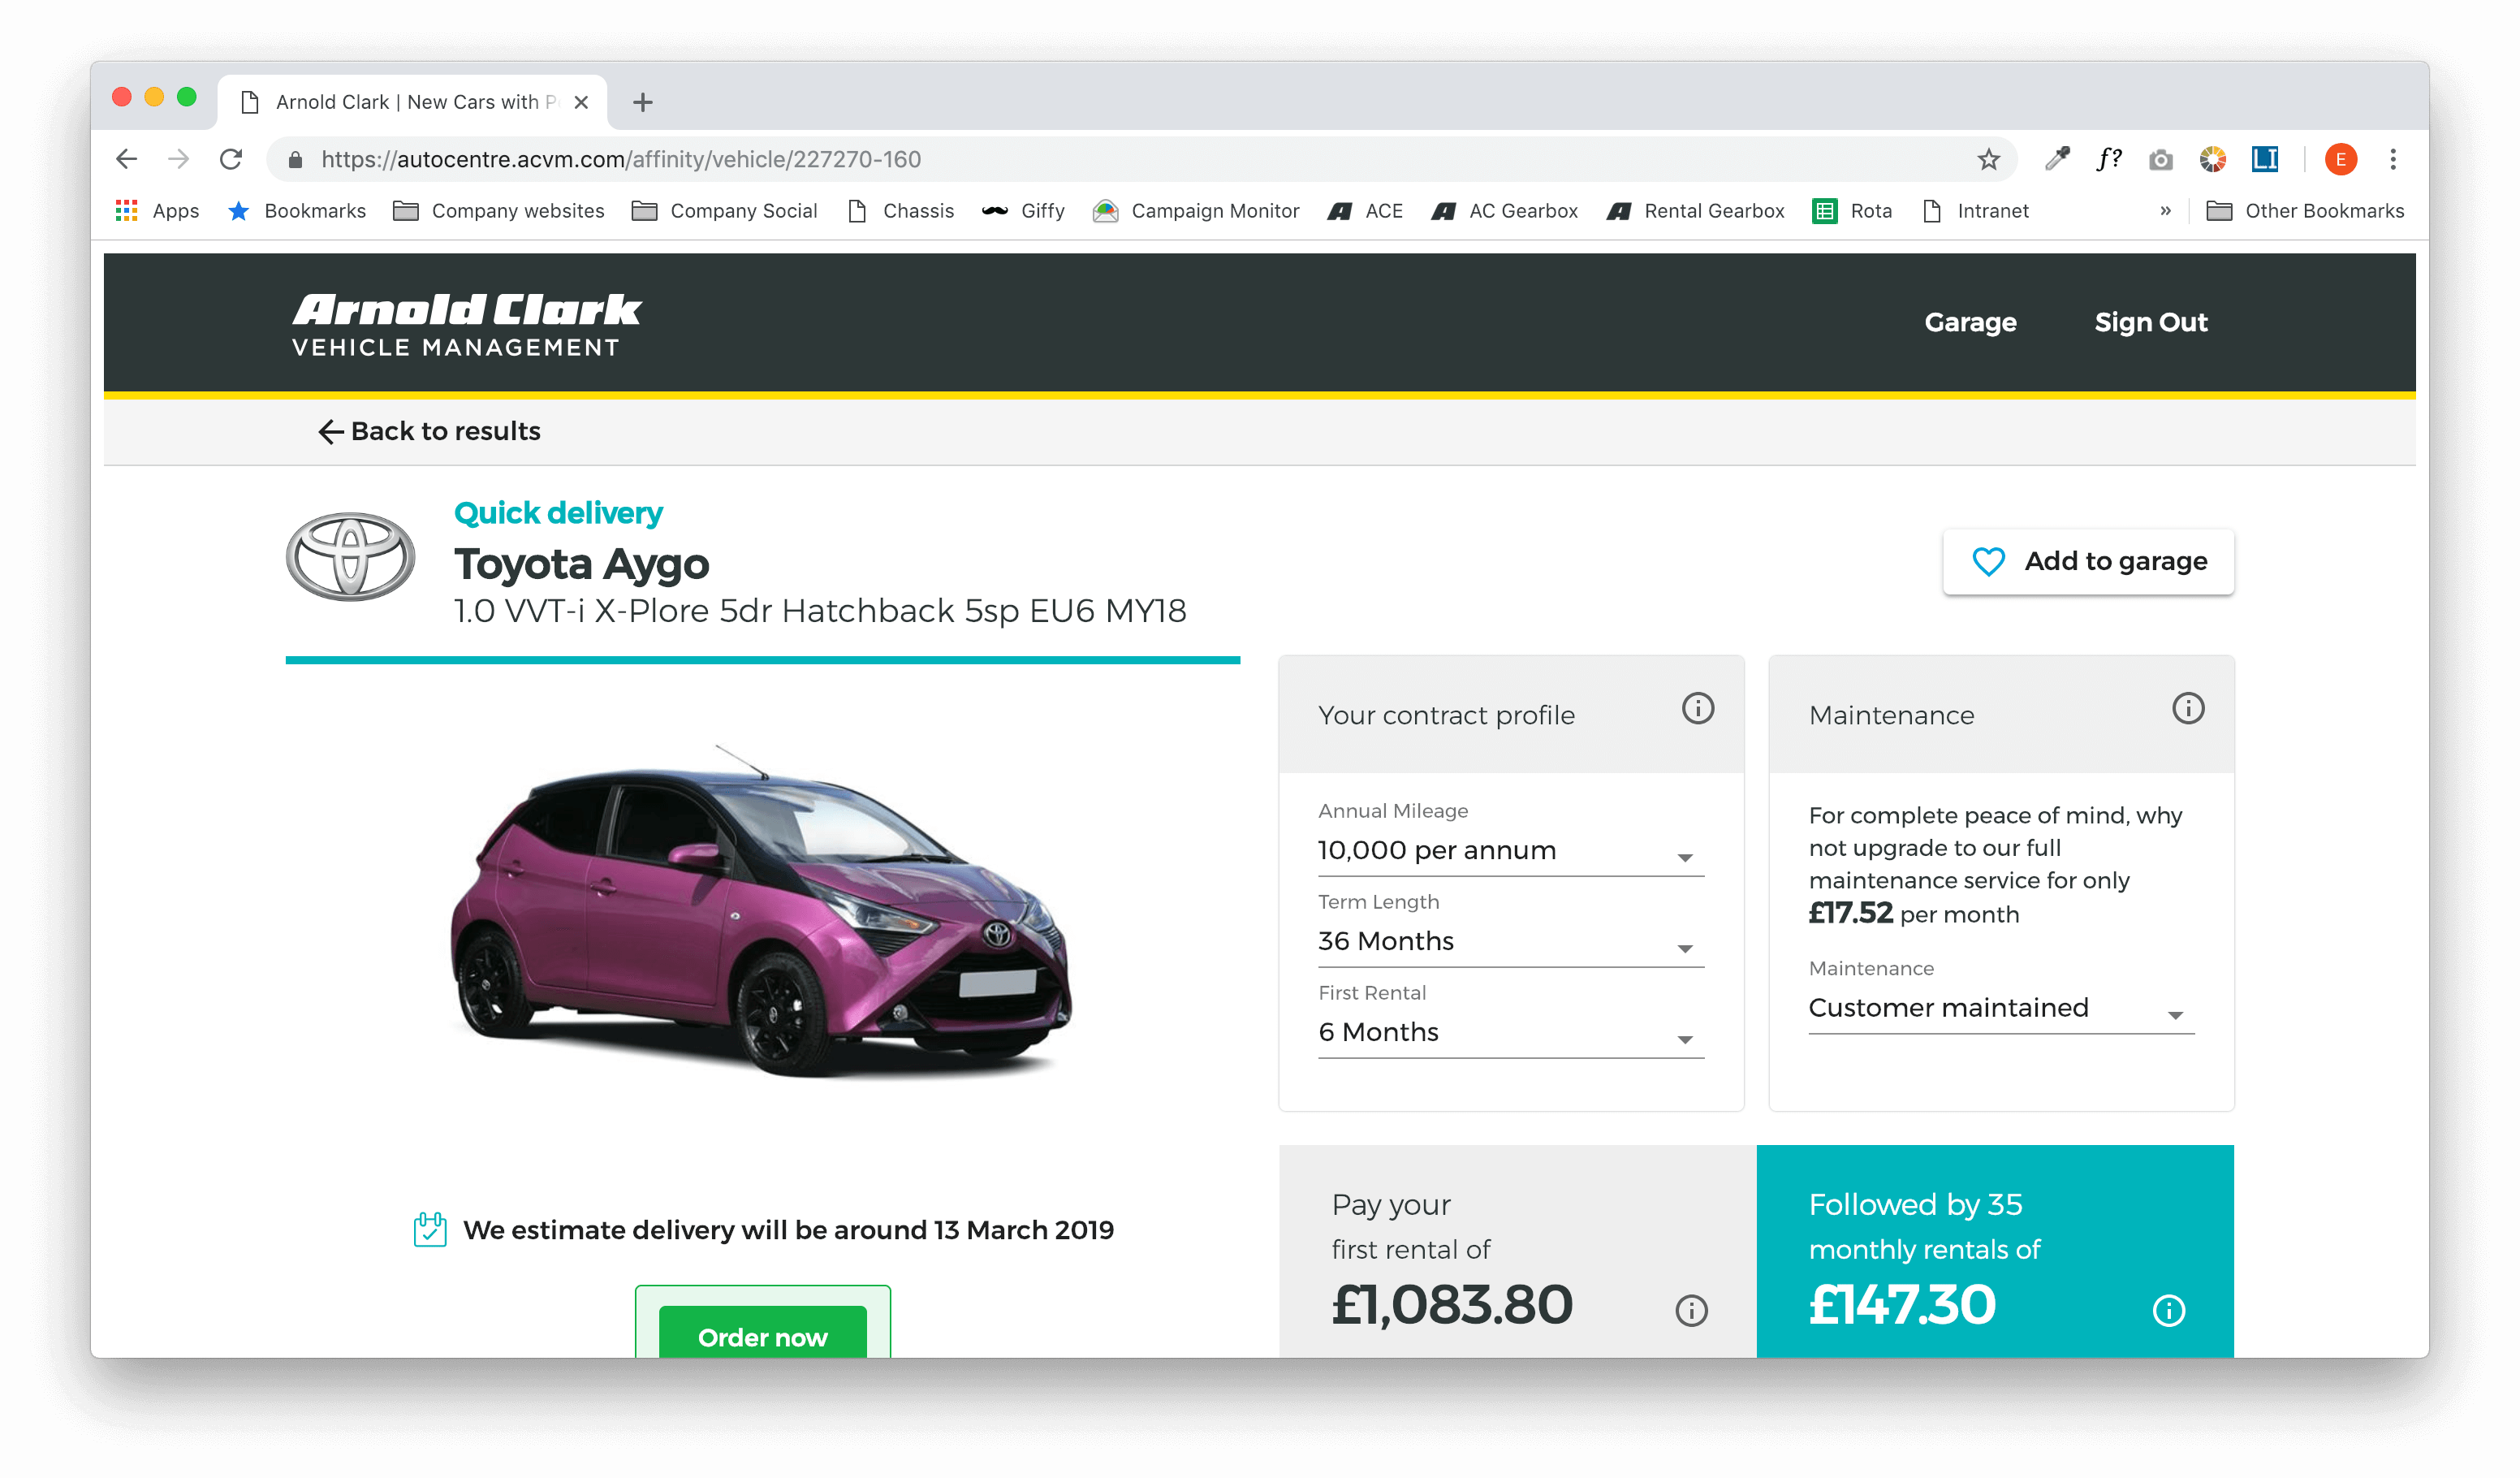 Arnold Clark | New Cars with P
https://autocentre.acvm.com/affinity/vehicle/227270-160
f?
LI
E
Apps
Bookmarks
Company websites
Company Social
Chassis
Giffy
Campaign Monitor
ACE
AC Gearbox
Rental Gearbox
Rota
Intranet
»
Other Bookmarks
Arnold Clark
VEHICLE MANAGEMENT
Garage
Sign Out
Back to results
Quick delivery
Toyota Aygo
1.0 VVT-i X-Plore 5dr Hatchback 5sp EU6 MY18
Add to garage
Your contract profile
Annual Mileage
10,000 per annum
Term Length
36 Months
First Rental
6 Months
Maintenance
For complete peace of mind, why
not upgrade to our full
maintenance service for only
£17.52 per month
Maintenance
Customer maintained
We estimate delivery will be around 13 March 2019
Order now
Pay your
first rental of
£1,083.80
Followed by 35
monthly rentals of
£147.30